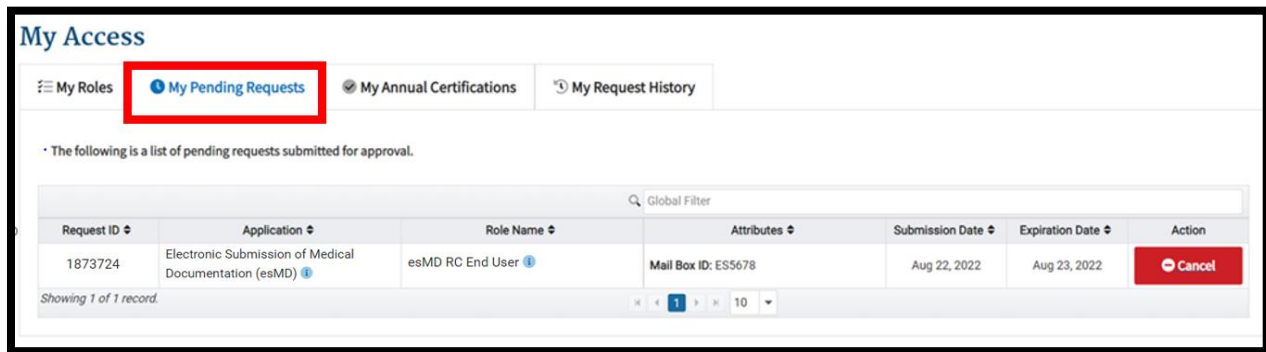 My Access
My Roles
My Pending Requests
My Annual Certifications
My Request History
The following is a list of pending requests submitted for approval.
Global Filter
Request ID Application Role Name Attributes Submission Date Expiration Date Action
1873724 Electronic Submission of Medical esMD RC End User Mail Box ID: ES5678 Aug 22, 2022 Aug 23, 2022 Cancel
Documentation (esMD)
Showing 1 of 1 record. 1 10